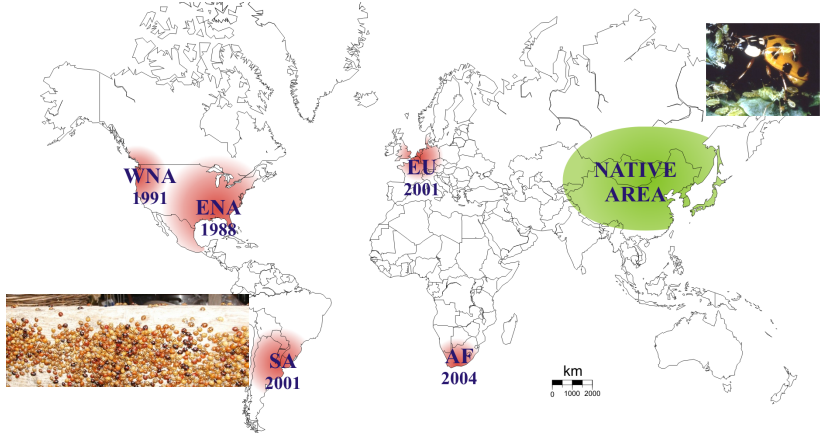 NATIVE
AREA
WNA
1991
ENA
1988
EU
2001
SA
2001
AF
2004
km
0 1000 2000